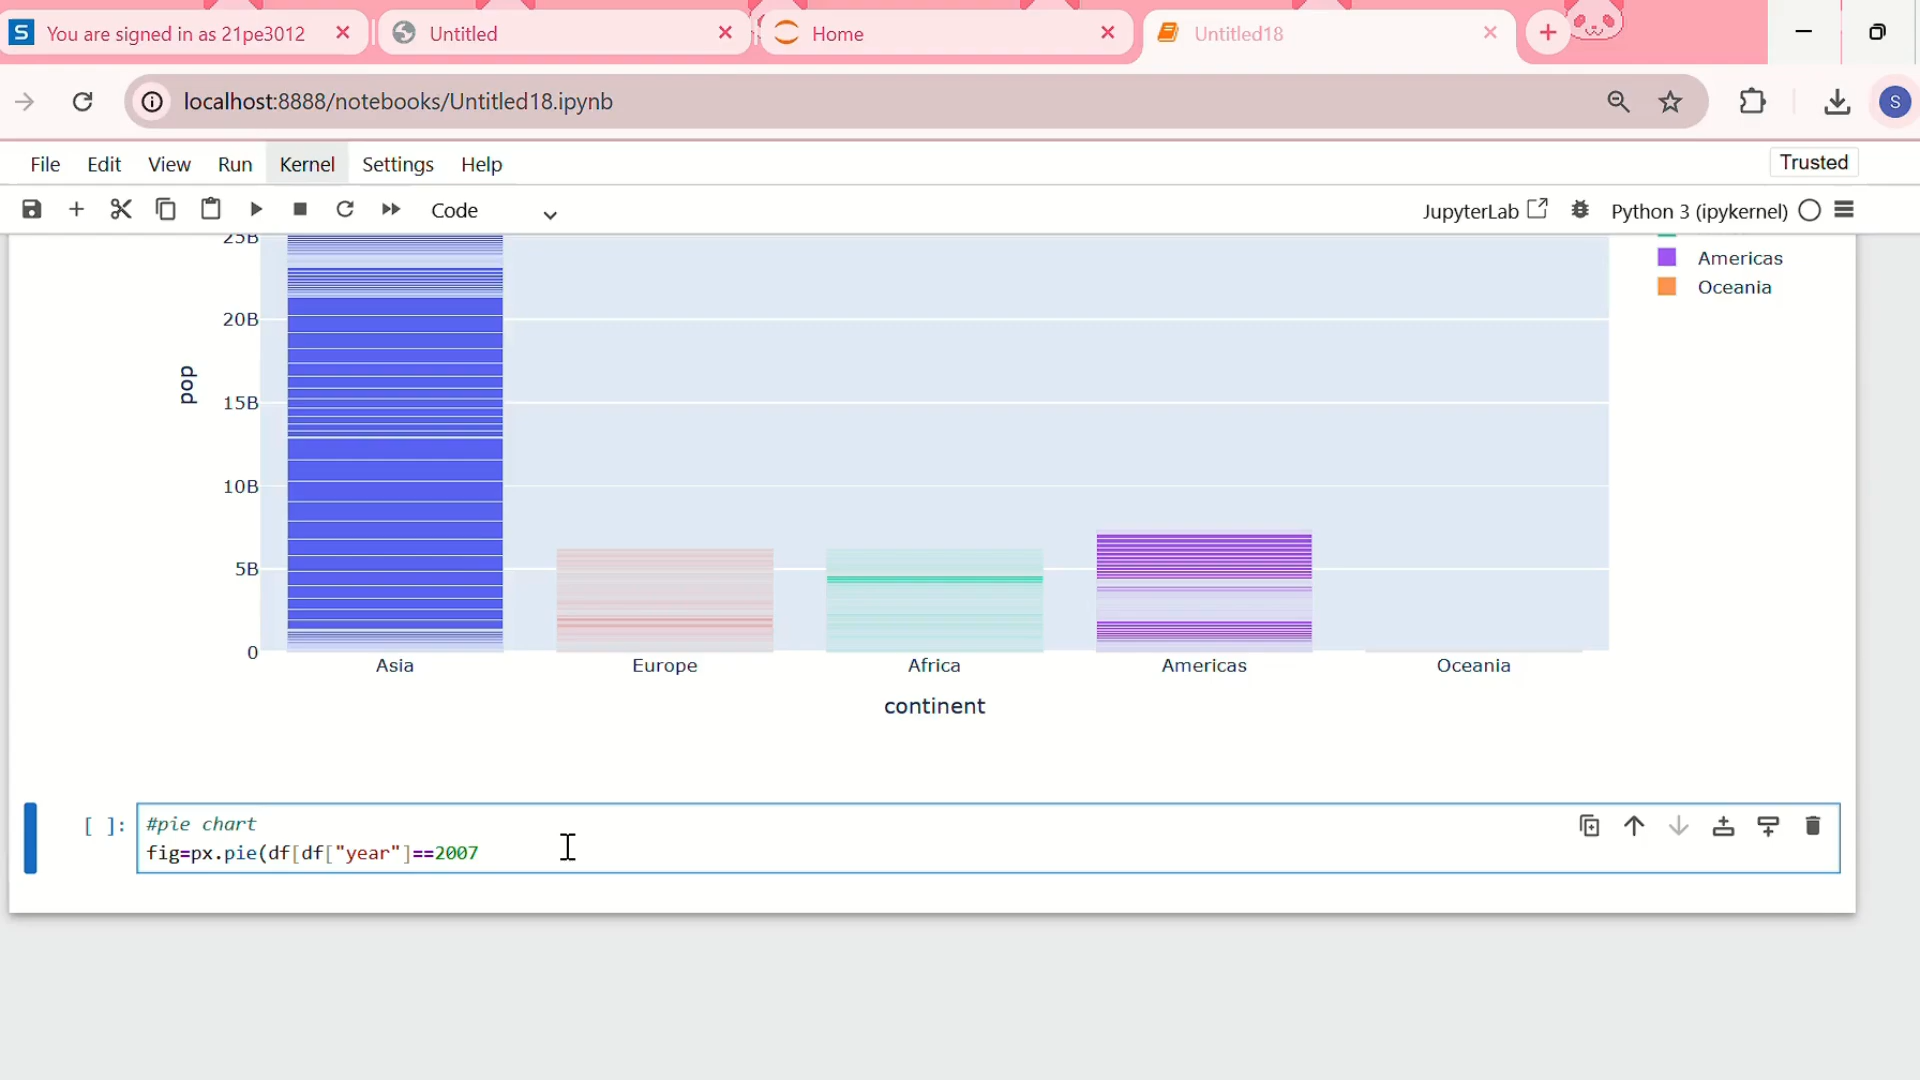 You are signed in as 21pe3012
Untitled
Home
Untitled18
localhost:8888/notebooks/Untitled18.ipynb
S
File Edit View Run Kernel Settings Help
Trusted
Code
JupyterLab
Python 3 (ipykernel)
25B
20B
15B
10B
5B
0
pop
Americas
Oceania
Asia Europe Africa Americas Oceania
continent
[ ]:
#pie chart
fig=px.pie(df[df["year"]==2007